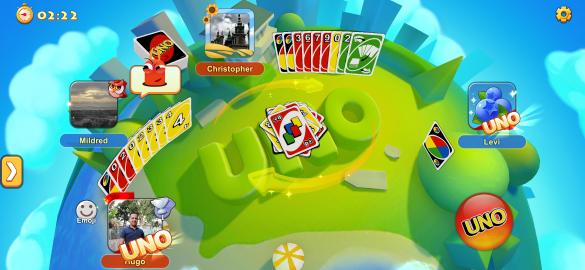 02:22
UNO
Christopher
Mildred
UNO
Levi
UNO
Emoji
UNO
Hugo
UNO